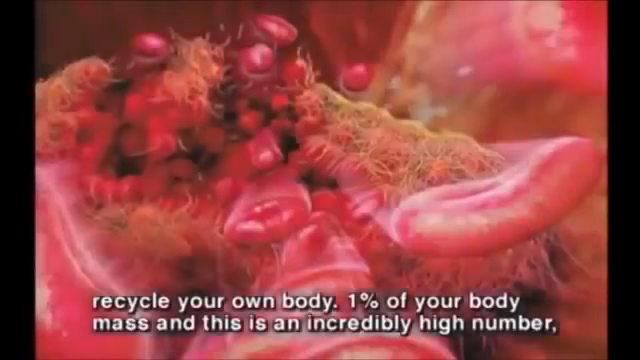 recycle your own body. 1% of your body
mass and this is an incredibly high number,